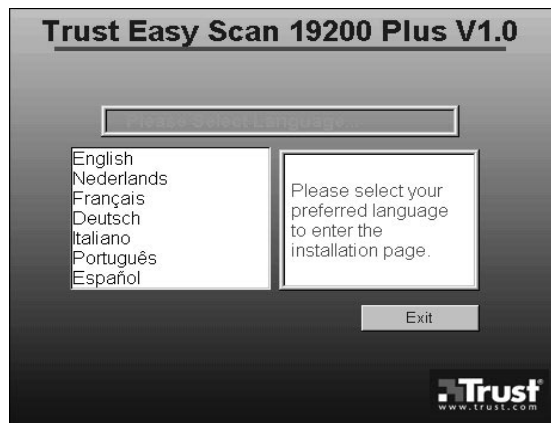 Trust Easy Scan 19200 Plus V1.0
Please Select Language...
English
Nederlands
Français
Deutsch
Italiano
Português
Español
Please select your
preferred language
to enter the
installation page.
Exit
Trust
www.trust.com